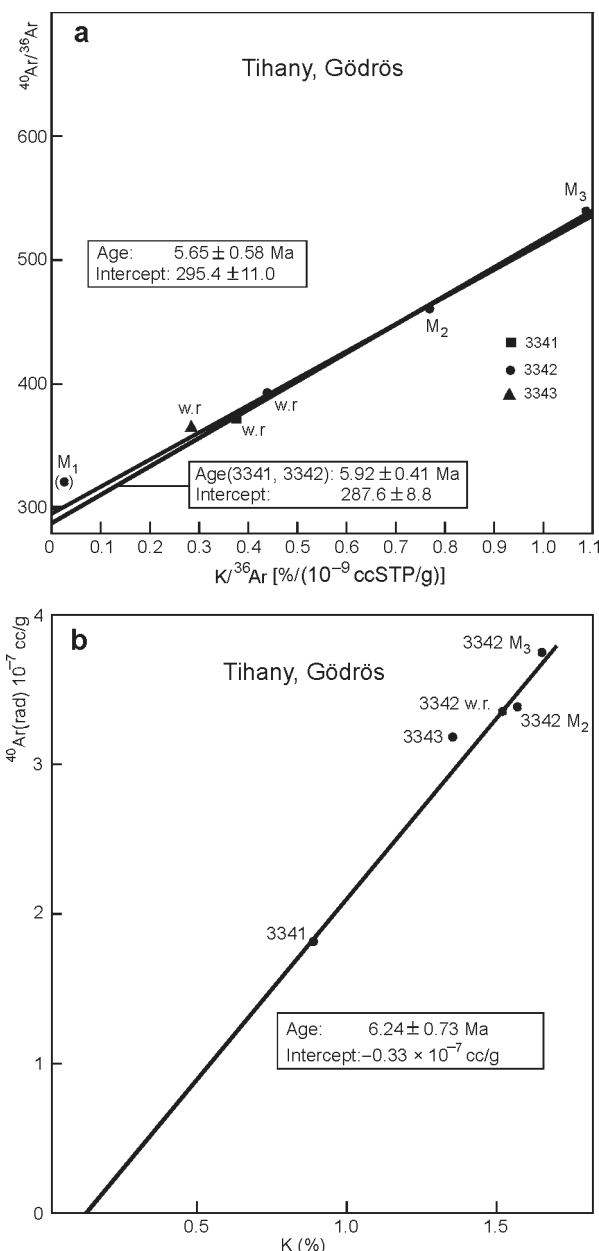 a
⁴⁰Ar/³⁶Ar
Tihany, Gödrös
600
500
400
300
M₃
Age: 5.65 ± 0.58 Ma
Intercept: 295.4 ±11.0
M₂
3341
3342
3343
w.r
w.r
w.r
M₁
(●)
Age(3341, 3342): 5.92 ± 0.41 Ma
Intercept: 287.6 ± 8.8
0 0.1 0.2 0.3 0.4 0.5 0.6 0.7 0.8 0.9 1.0 1.1
K/³⁶Ar [%/(10⁻⁹ ccSTP/g)]
b
⁴⁰Ar(rad) 10⁻⁷ cc/g
Tihany, Gödrös
4
3
2
1
0
3342 M₃
3342 w.r.
3342 M₂
3343
3341
Age: 6.24 ± 0.73 Ma
Intercept:−0.33 × 10⁻⁷ cc/g
0.5 1.0 1.5
K (%)